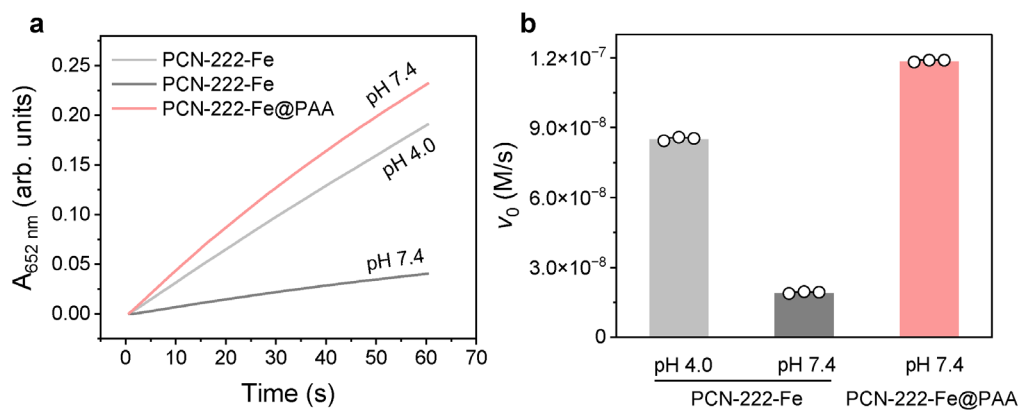 a
PCN-222-Fe
PCN-222-Fe
PCN-222-Fe@PAA
pH 7.4
pH 4.0
pH 7.4
A652 nm (arb. units)
0.25
0.20
0.15
0.10
0.05
0.00
0 10 20 30 40 50 60 70
Time (s)
b
v0 (M/s)
1.2×10⁻⁷
9.0×10⁻⁸
6.0×10⁻⁸
3.0×10⁻⁸
0
pH 4.0 pH 7.4 pH 7.4
PCN-222-Fe PCN-222-Fe@PAA